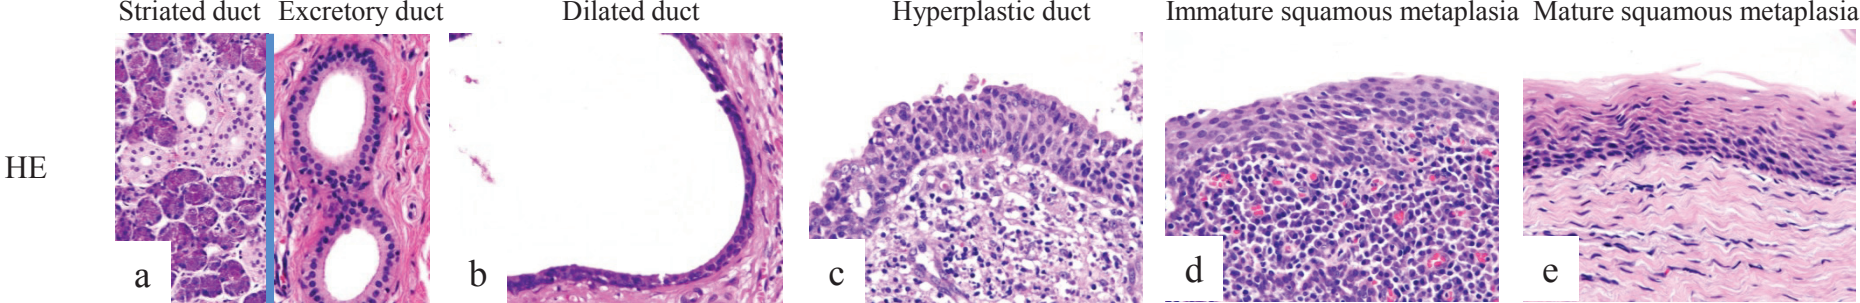 Striated duct Excretory duct Dilated duct Hyperplastic duct Immature squamous metaplasia Mature squamous metaplasia
HE
a b c d e